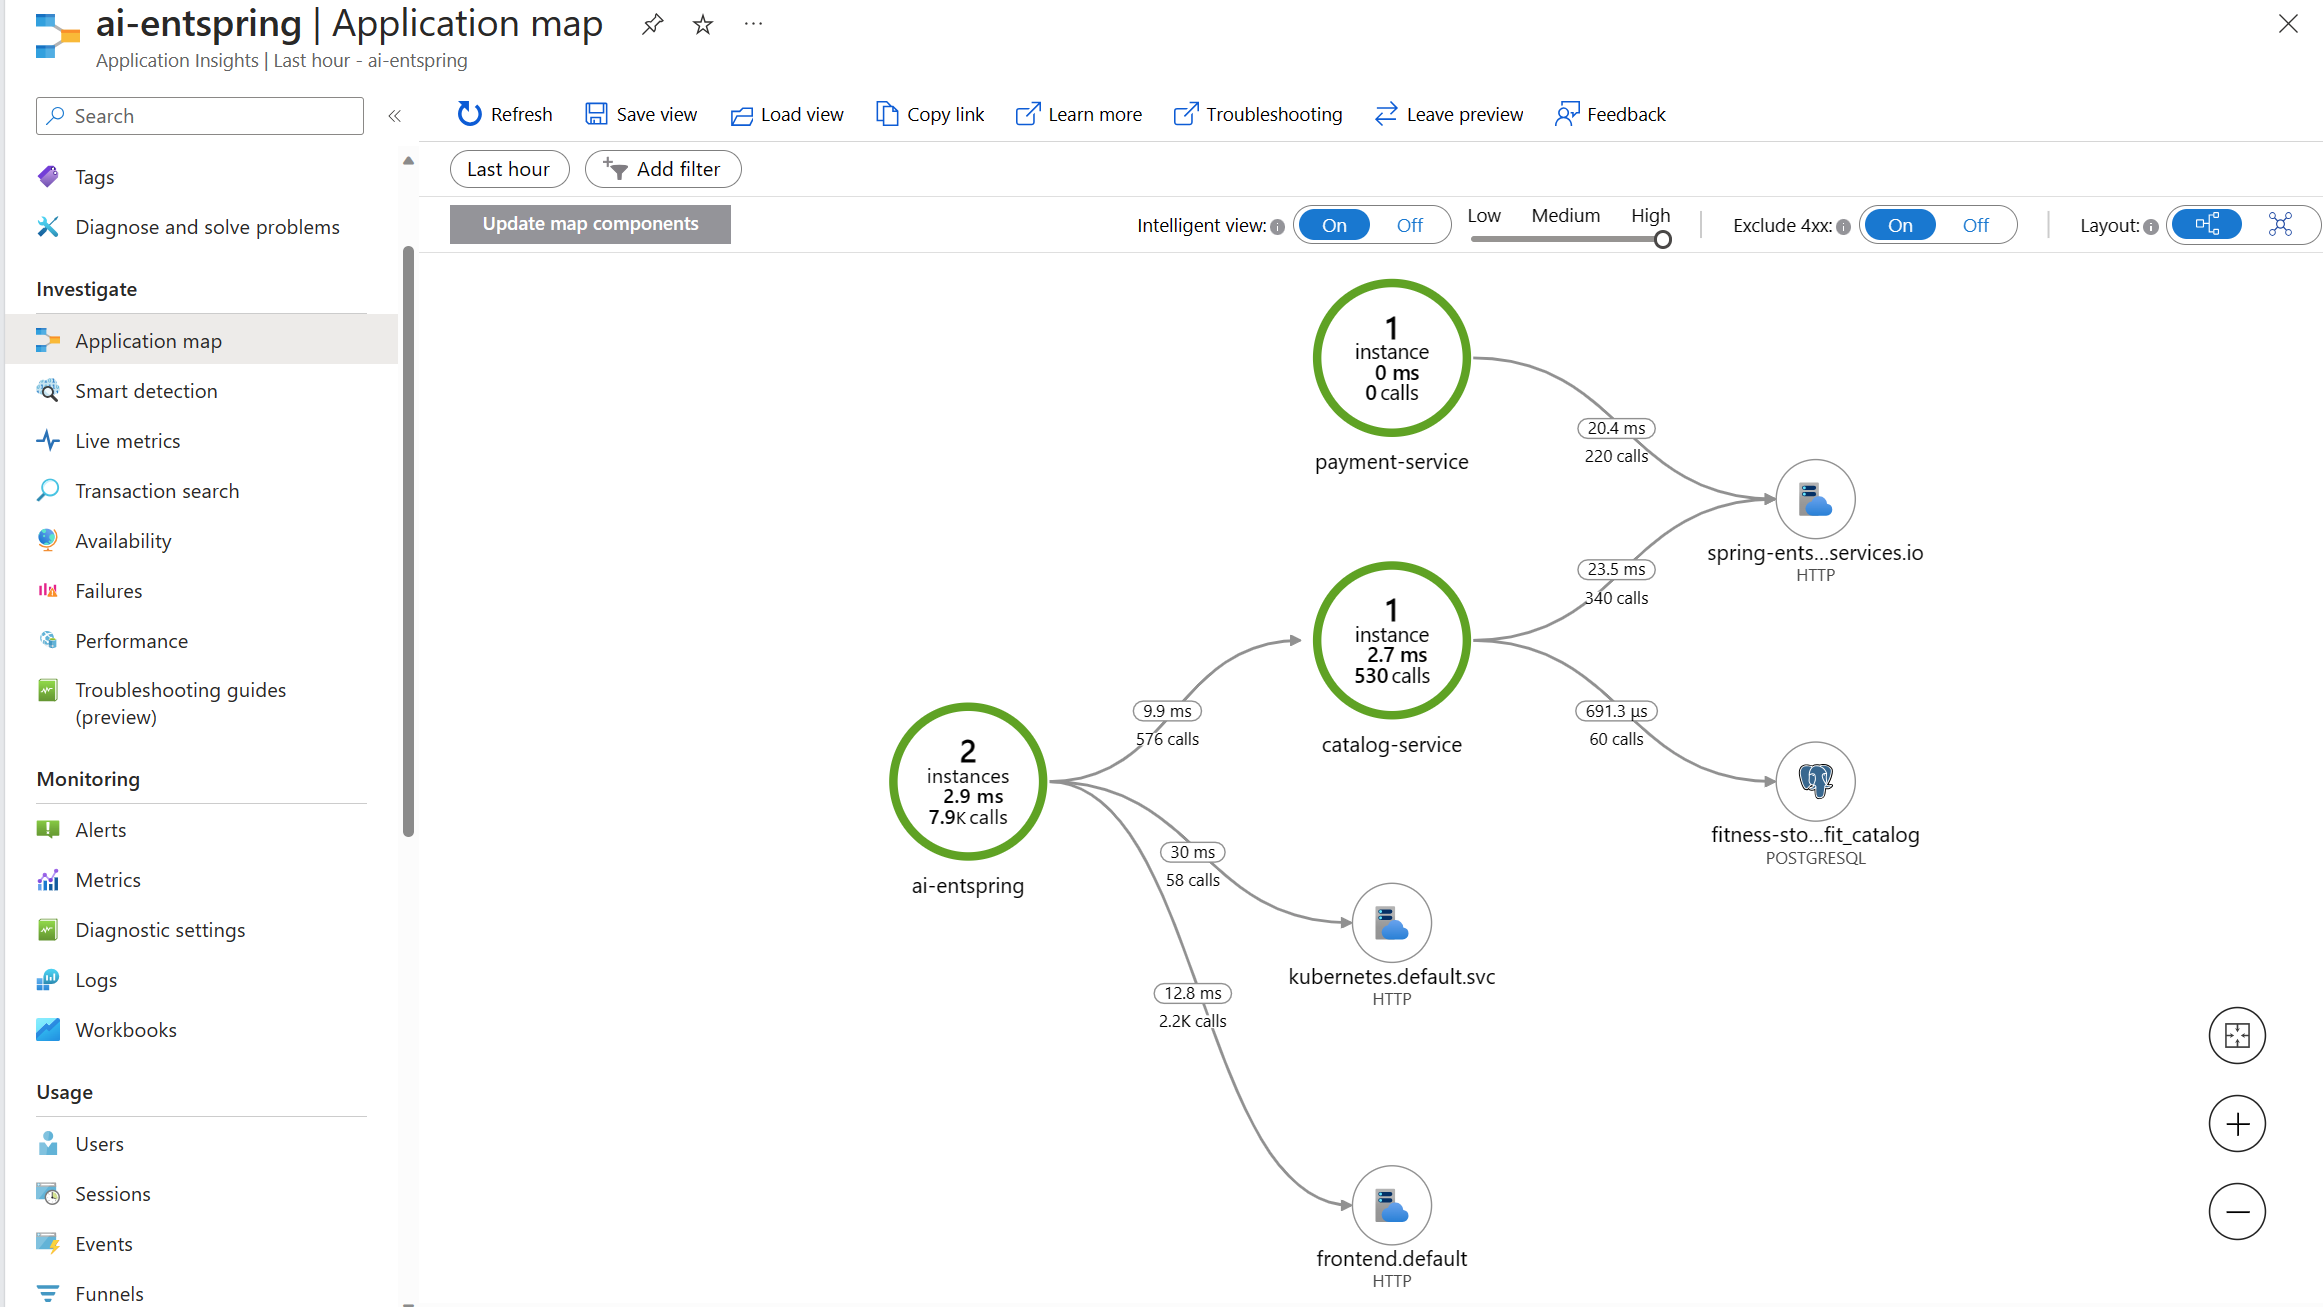 ai-entspring | Application map
Application Insights | Last hour - ai-entspring
Search
Tags
Diagnose and solve problems
Investigate
Application map
Smart detection
Live metrics
Transaction search
Availability
Failures
Performance
Troubleshooting guides
(preview)
Monitoring
Alerts
Metrics
Diagnostic settings
Logs
Workbooks
Usage
Users
Sessions
Events
Funnels
Refresh
Save view
Load view
Copy link
Learn more
Troubleshooting
Leave preview
Feedback
Last hour
Add filter
Update map components
Intelligent view:
On
Off
Low
Medium
High
Exclude 4xx:
On
Off
Layout:
1
instance
0 ms
0 calls
payment-service
20.4 ms
220 calls
spring-ents...services.io
HTTP
23.5 ms
340 calls
1
instance
2.7 ms
530 calls
catalog-service
9.9 ms
576 calls
691.3 µs
60 calls
2
instances
2.9 ms
7.9K calls
ai-entspring
fitness-sto...fit_catalog
POSTGRESQL
30 ms
58 calls
kubernetes.default.svc
HTTP
12.8 ms
2.2K calls
frontend.default
HTTP